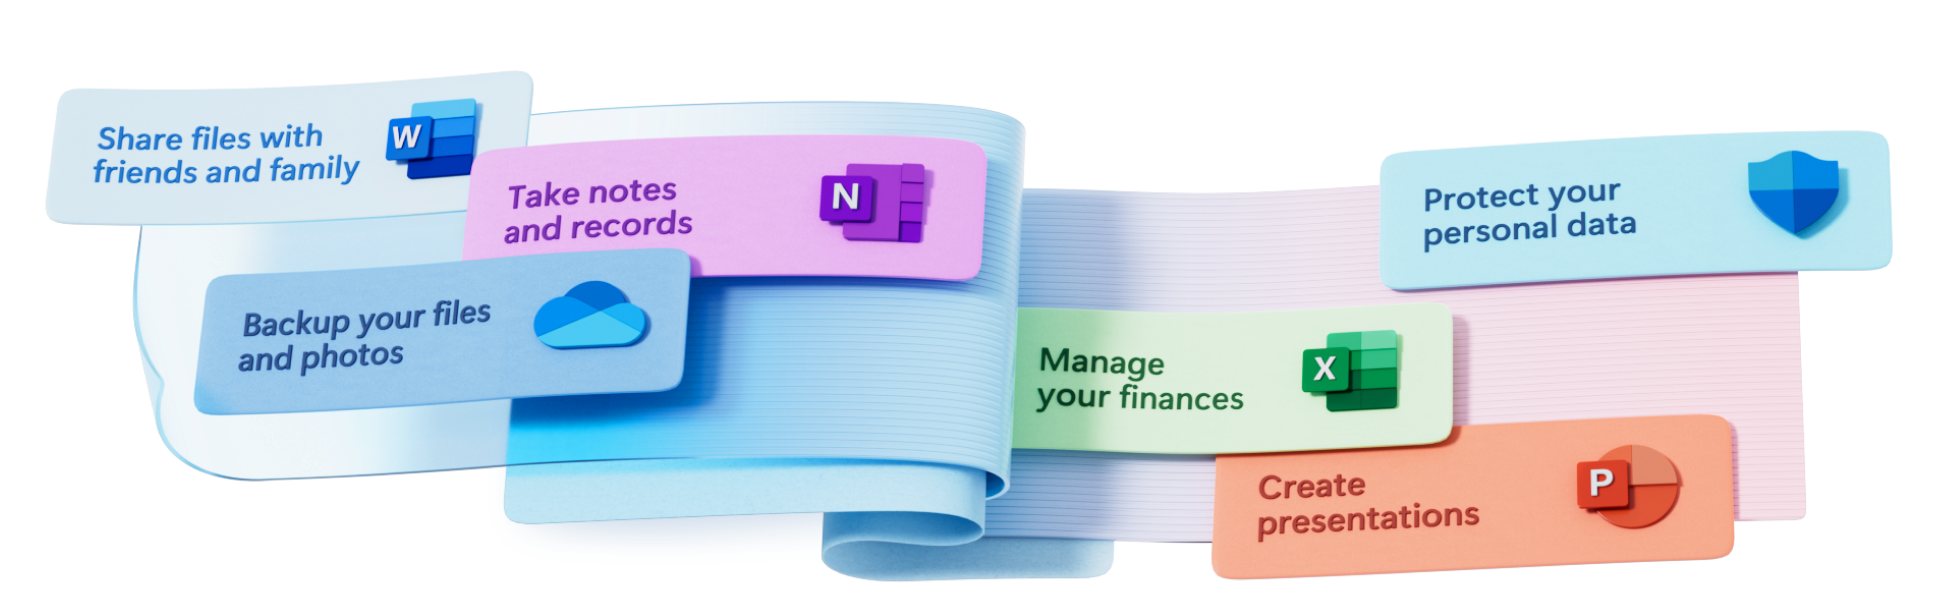 Share files with
friends and family
W
Take notes
and records
N
Backup your files
and photos
Protect your
personal data
Manage
your finances
X
Create
presentations
P